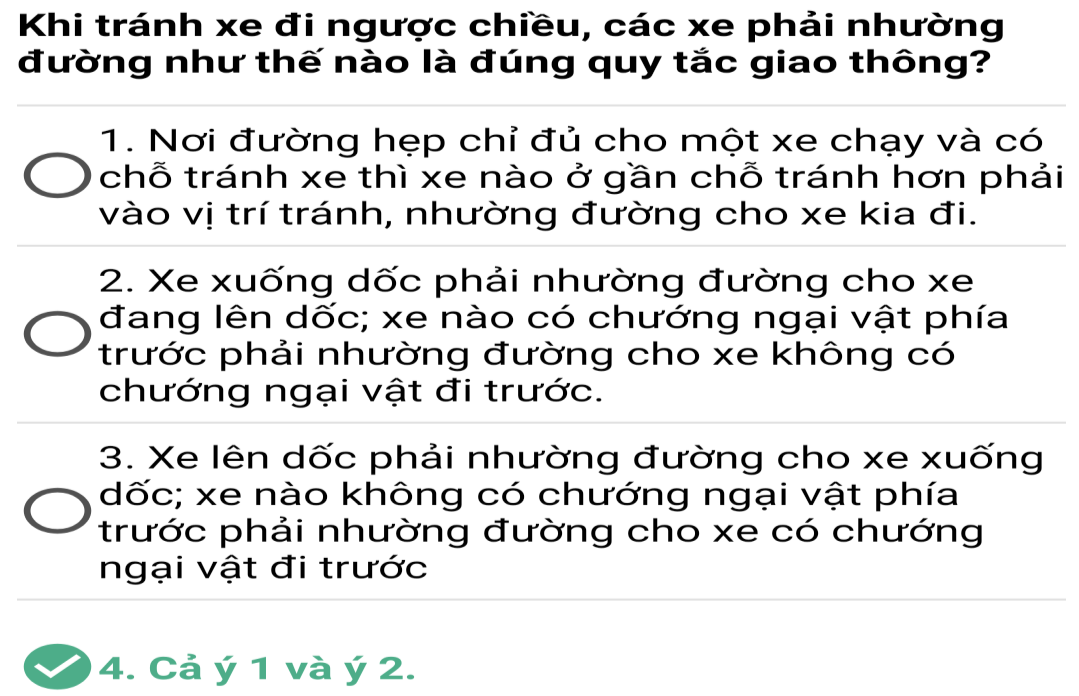 Khi tránh xe đi ngược chiều, các xe phải nhường
đường như thế nào là đúng quy tắc giao thông?
1. Nơi đường hẹp chỉ đủ cho một xe chạy và có
chỗ tránh xe thì xe nào ở gần chỗ tránh hơn phải
vào vị trí tránh, nhường đường cho xe kia đi.
2. Xe xuống dốc phải nhường đường cho xe
đang lên dốc; xe nào có chướng ngại vật phía
trước phải nhường đường cho xe không có
chướng ngại vật đi trước.
3. Xe lên dốc phải nhường đường cho xe xuống
dốc; xe nào không có chướng ngại vật phía
trước phải nhường đường cho xe có chướng
ngại vật đi trước
4. Cả ý 1 và ý 2.